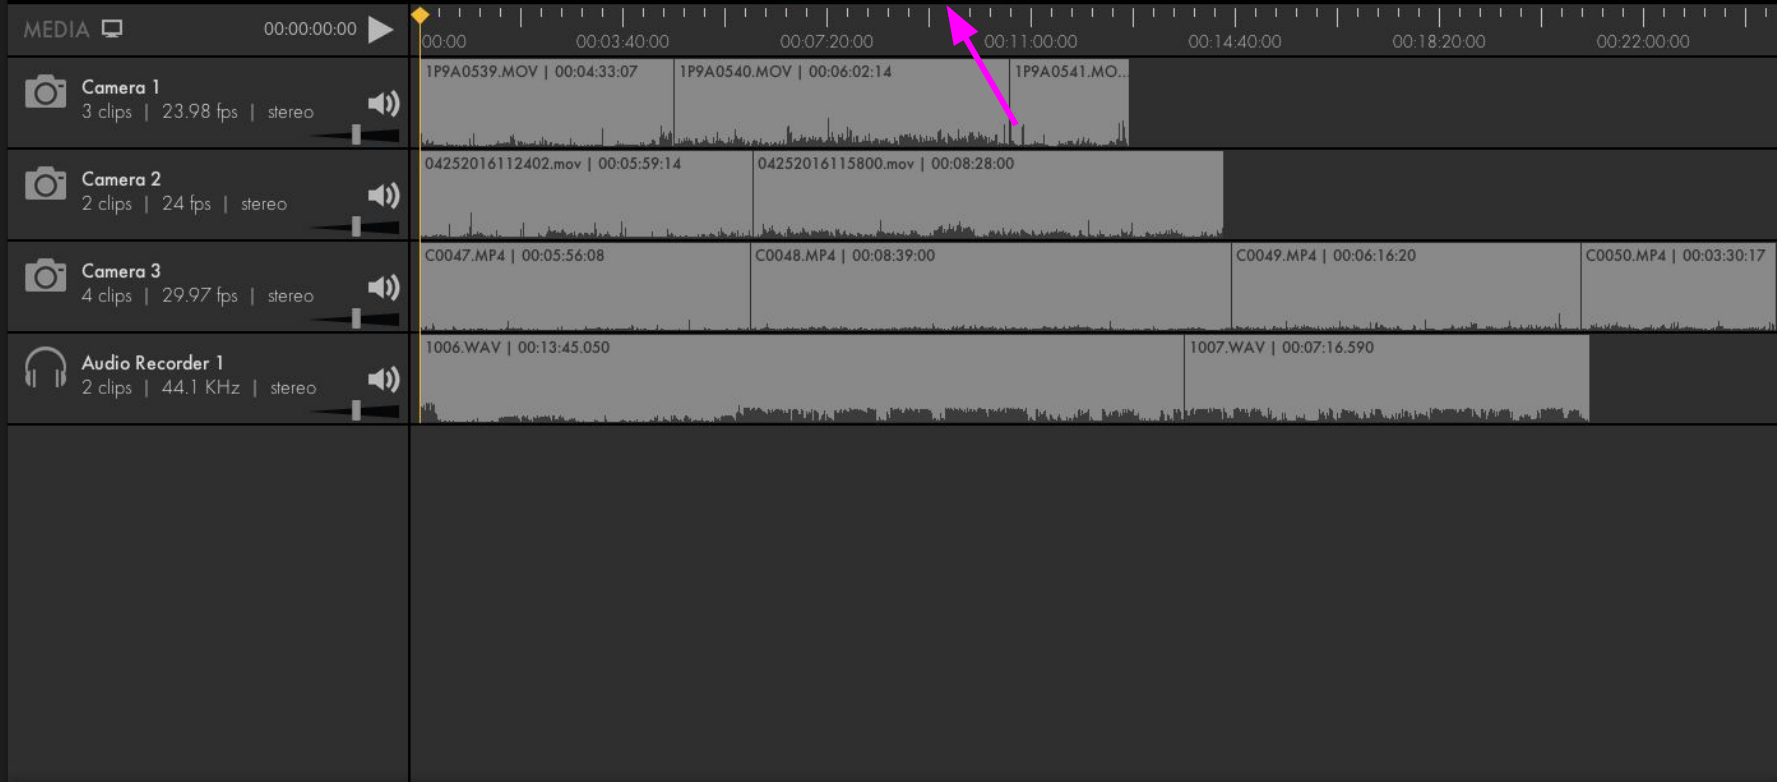 MEDIA 00:00:00:00
00:00 00:03:40:00 00:07:20:00 00:11:00:00 00:14:40:00 00:18:20:00 00:22:00:00
Camera 1
3 clips | 23.98 fps | stereo
1P9A0539.MOV | 00:04:33:07 1P9A0540.MOV | 00:06:02:14 1P9A0541.MO...
Camera 2
2 clips | 24 fps | stereo
04252016112402.mov | 00:05:59:14 04252016115800.mov | 00:08:28:00
Camera 3
4 clips | 29.97 fps | stereo
C0047.MP4 | 00:05:56:08 C0048.MP4 | 00:08:39:00 C0049.MP4 | 00:06:16:20 C0050.MP4 | 00:03:30:17
Audio Recorder 1
2 clips | 44.1 KHz | stereo
1006.WAV | 00:13:45.050 1007.WAV | 00:07:16.590